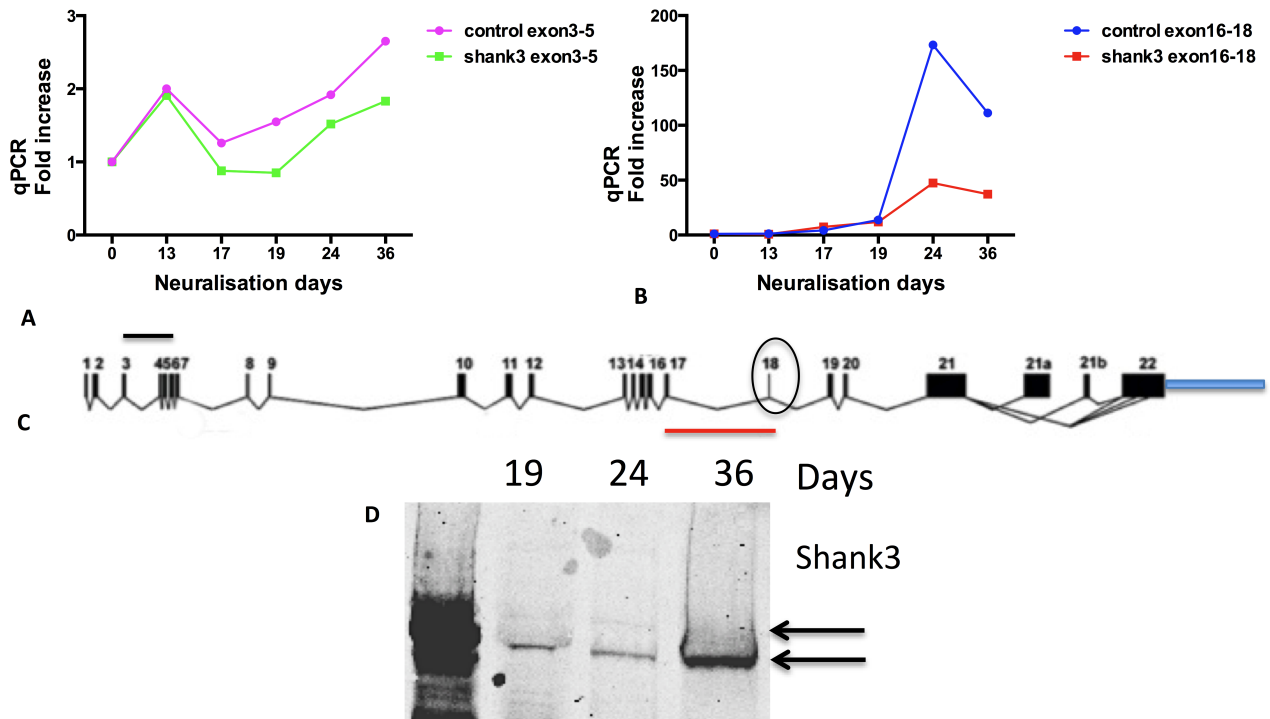 3
2
1
0
qPCR
Fold increase
0 13 17 19 24 36
Neuralisation days
control exon3-5
shank3 exon3-5
A
200
150
100
50
0
qPCR
Fold increase
0 13 17 19 24 36
Neuralisation days
control exon16-18
shank3 exon16-18
B
1 2 3 4567 8 9 10 11 12 1314 16 17 18 19 20 21 21a 21b 22
C
19 24 36 Days
D
Shank3